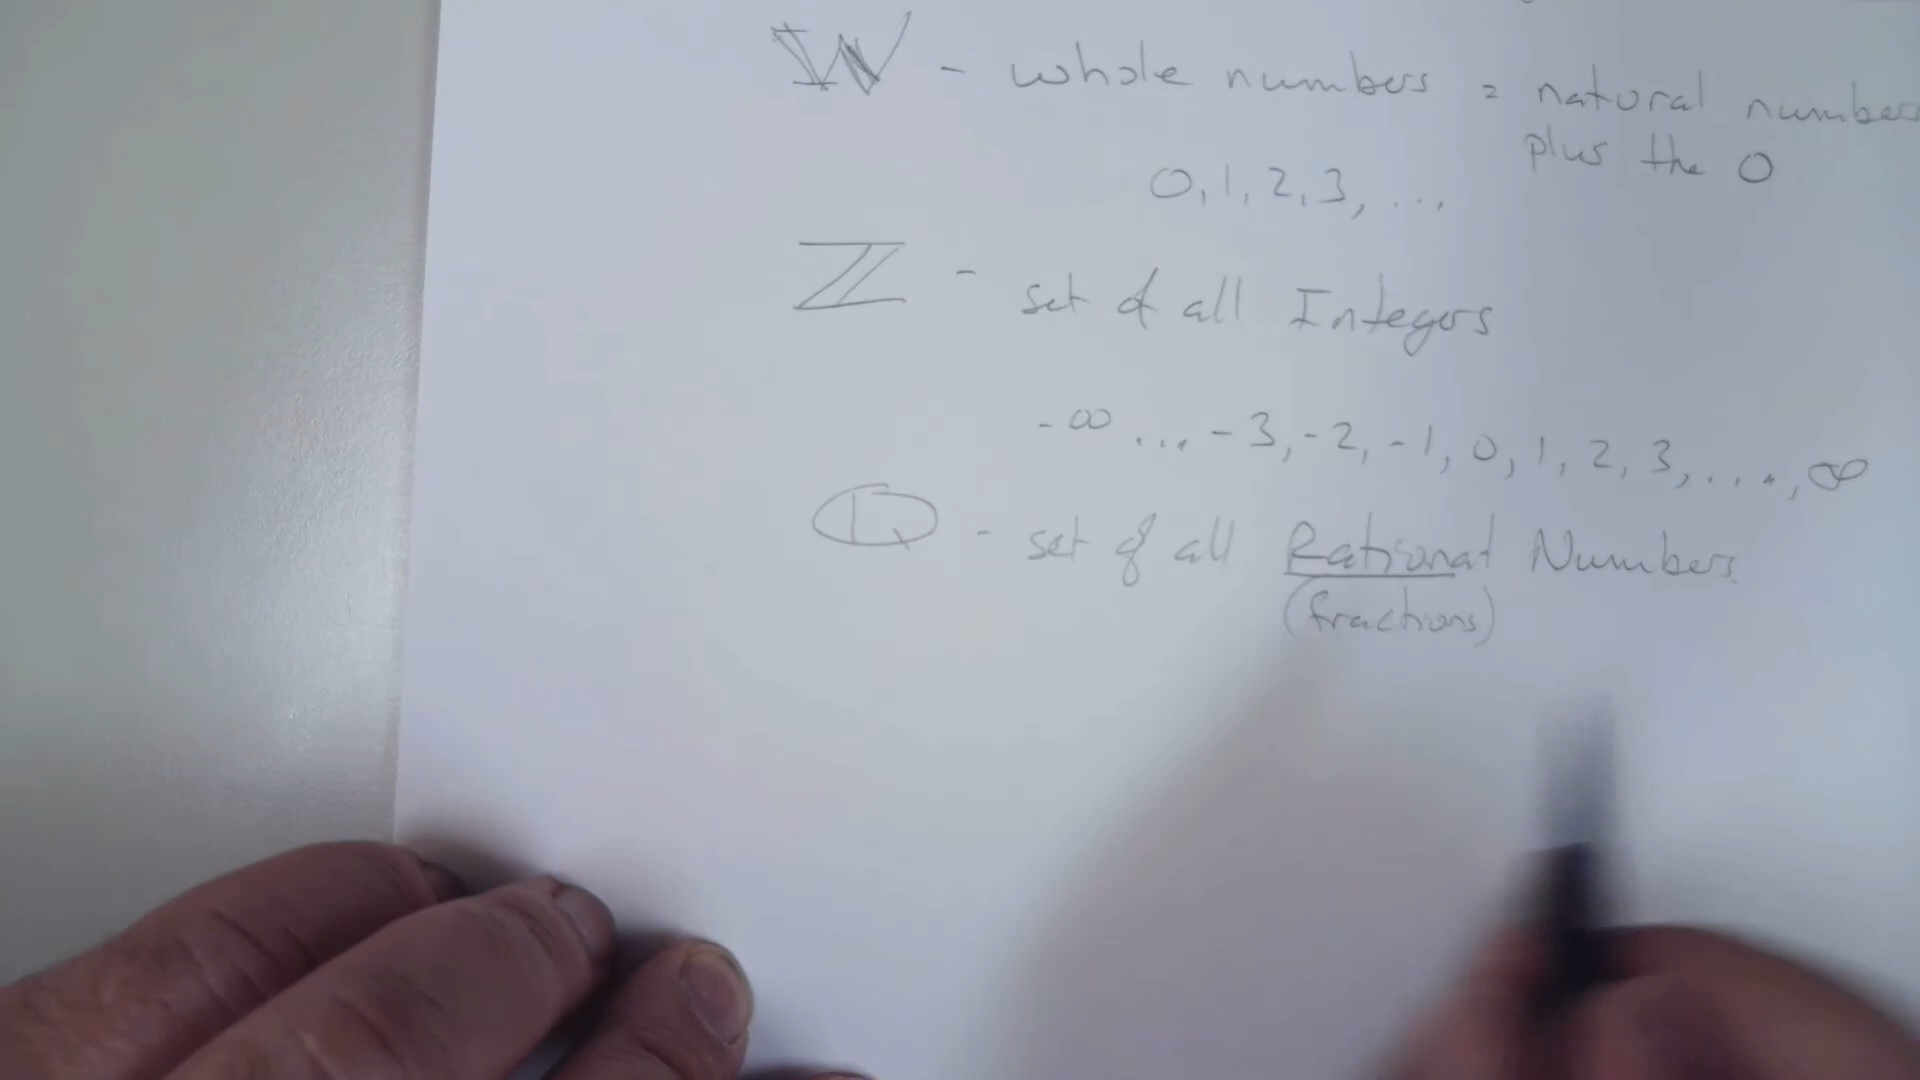 𝕎 - whole numbers = natural numbers
plus the 0
0, 1, 2, 3, ...
ℤ - set of all Integers
-∞ ... -3, -2, -1, 0, 1, 2, 3, ..., ∞
ℚ - set of all Rational Numbers
(fractions)